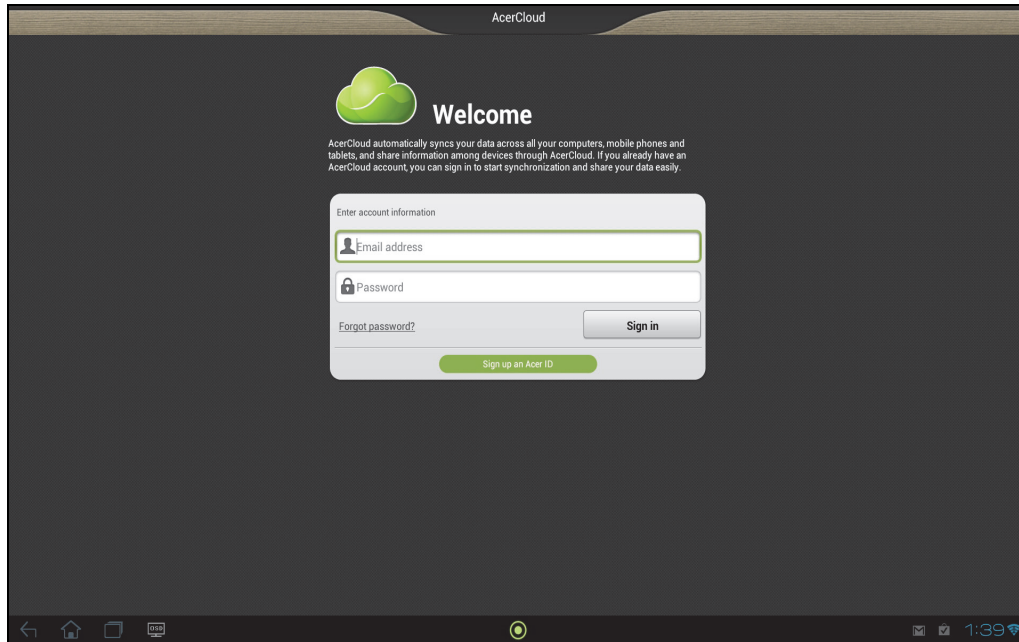 AcerCloud
Welcome
AcerCloud automatically syncs your data across all your computers, mobile phones and
tablets, and share information among devices through AcerCloud. If you already have an
AcerCloud account, you can sign in to start synchronization and share your data easily.
Enter account information
Email address
Password
Forgot password?
Sign in
Sign up an Acer ID
OSD
1:39